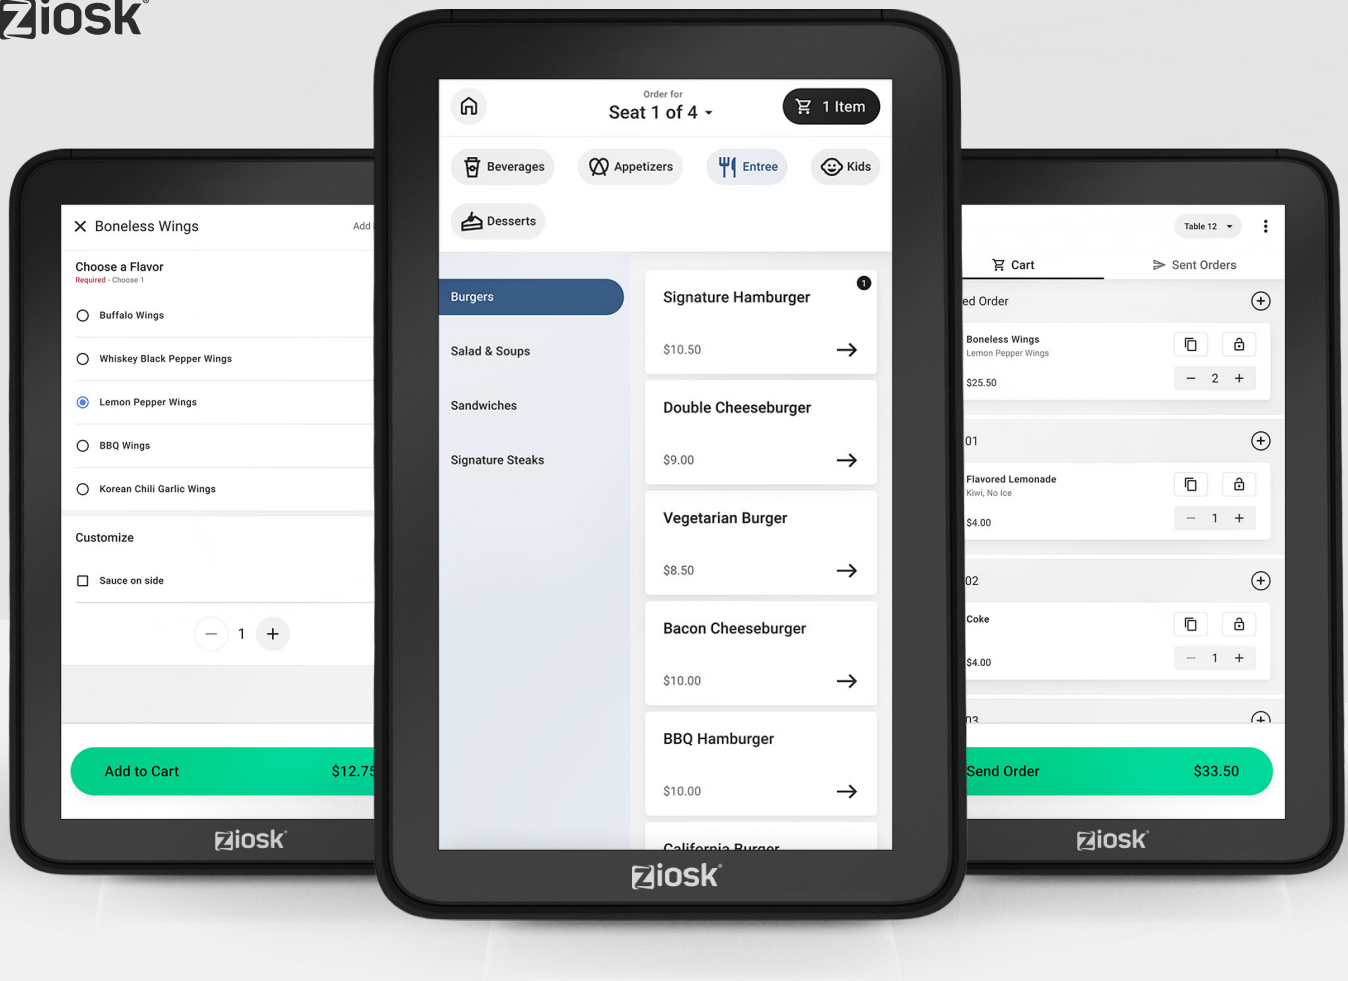 ziosk
Boneless Wings
Add
Choose a Flavor
Required - Choose 1
Buffalo Wings
Whiskey Black Pepper Wings
Lemon Pepper Wings
BBQ Wings
Korean Chili Garlic Wings
Customize
Sauce on side
1
Add to Cart $12.75
ziosk
Order for
Seat 1 of 4
1 Item
Beverages
Appetizers
Entree
Kids
Desserts
Burgers
Salad & Soups
Sandwiches
Signature Steaks
1
Signature Hamburger
$10.50
Double Cheeseburger
$9.00
Vegetarian Burger
$8.50
Bacon Cheeseburger
$10.00
BBQ Hamburger
$10.00
California Burger
ziosk
Table 12
Cart
Sent Orders
ed Order
Boneless Wings
Lemon Pepper Wings
$25.50
2
01
Flavored Lemonade
Kiwi, No Ice
$4.00
1
02
Coke
$4.00
1
03
Send Order $33.50
ziosk